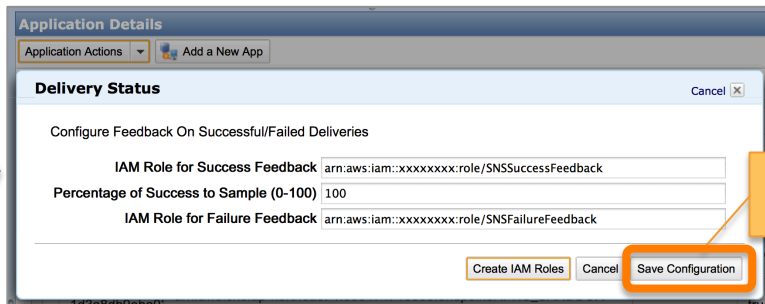 Application Details
Application Actions Add a New App
Delivery Status Cancel
Configure Feedback On Successful/Failed Deliveries
IAM Role for Success Feedback arn:aws:iam::xxxxxxxx:role/SNSSuccessFeedback
Percentage of Success to Sample (0-100) 100
IAM Role for Failure Feedback arn:aws:iam::xxxxxxxx:role/SNSFailureFeedback
Create IAM Roles Cancel Save Configuration